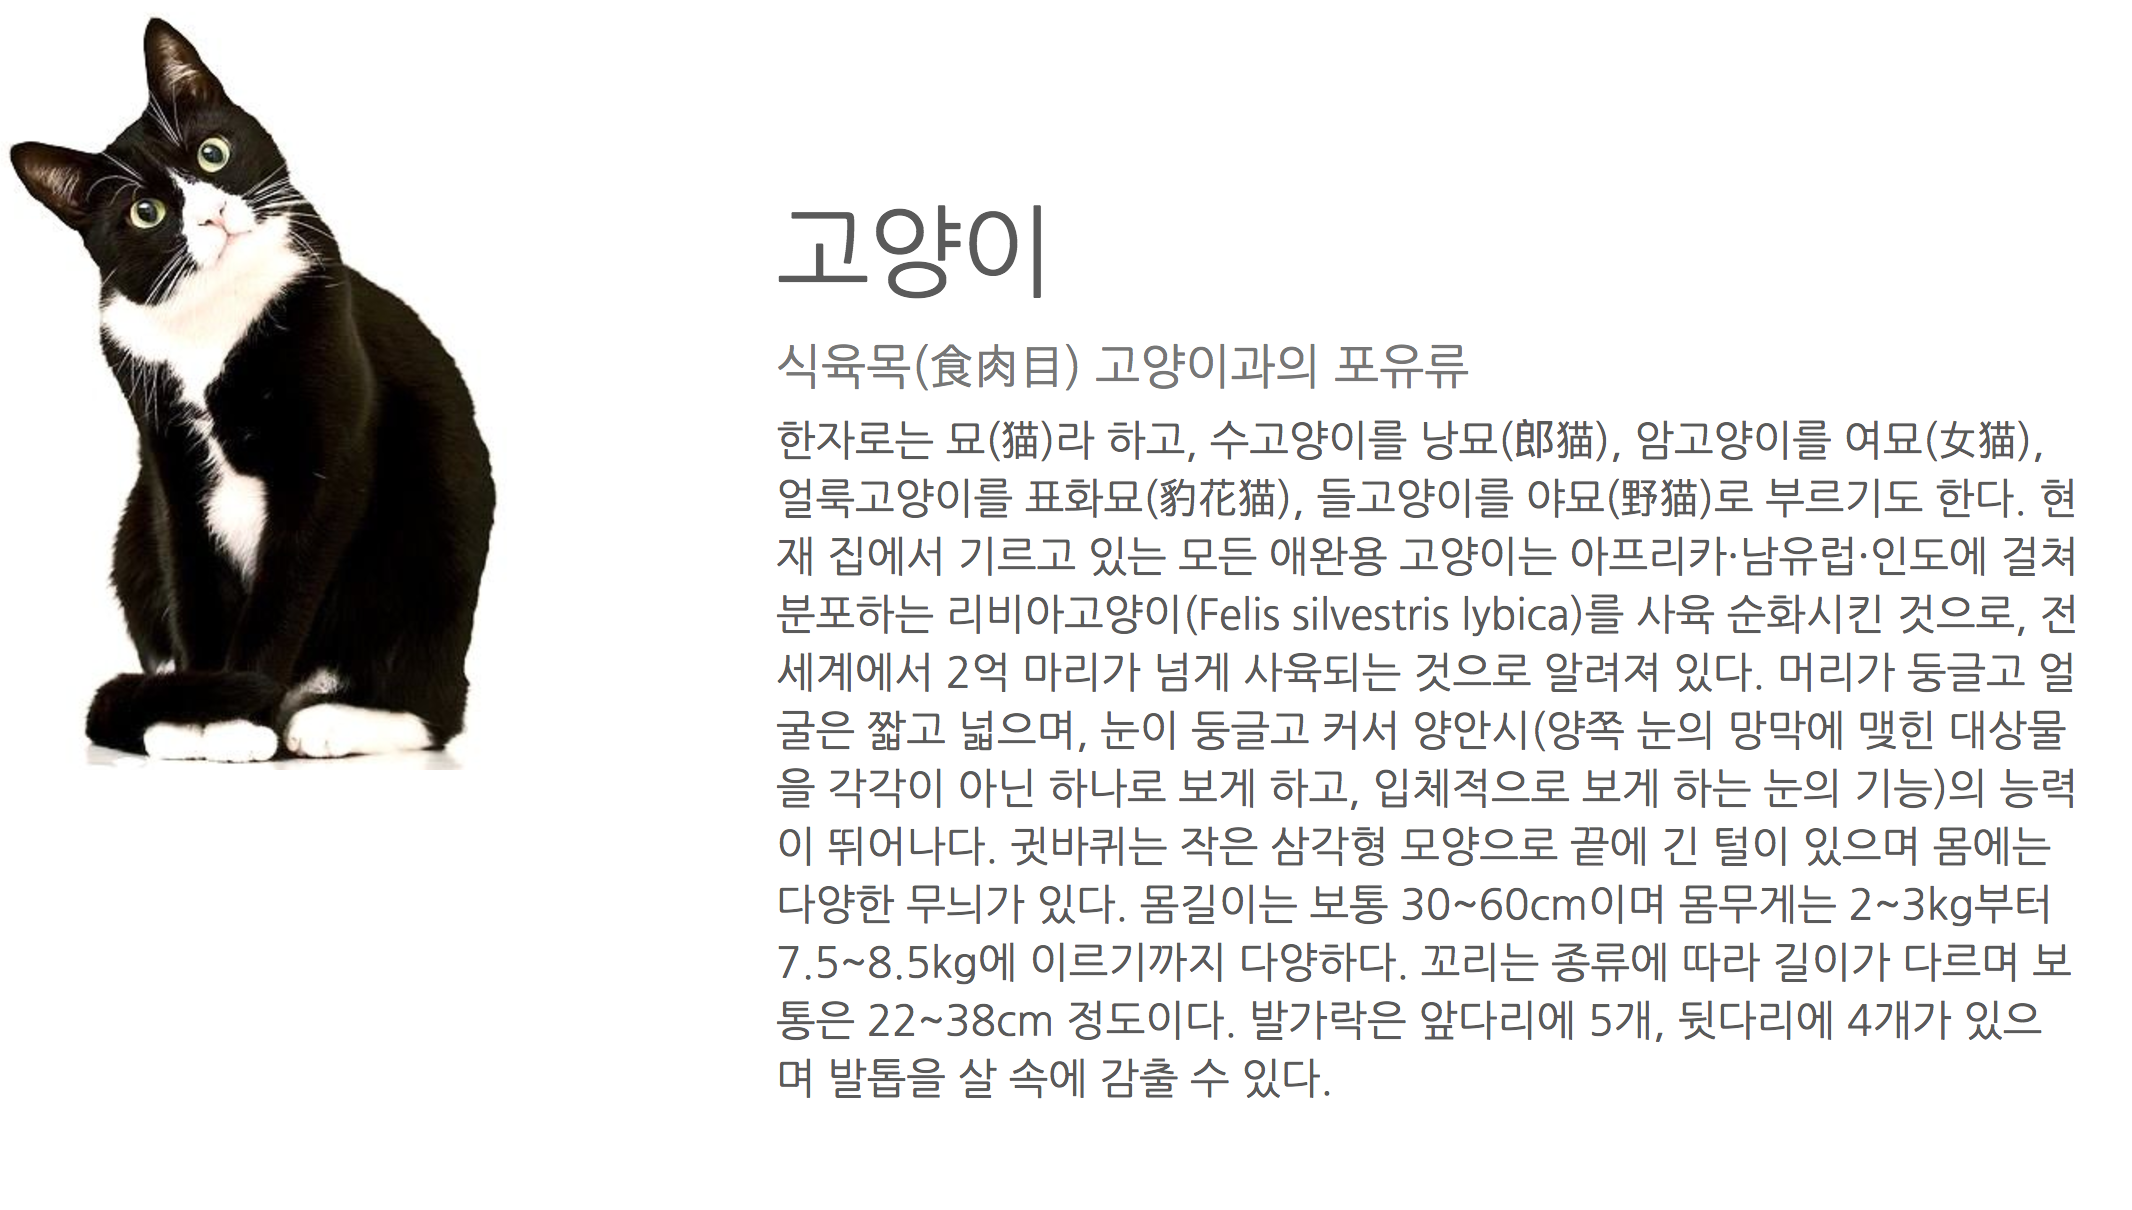 고양이
식육목(食肉目) 고양이과의 포유류
한자로는 묘(猫)라 하고, 수고양이를 낭묘(郎猫), 암고양이를 여묘(女猫),
얼룩고양이를 표화묘(豹花猫), 들고양이를 야묘(野猫)로 부르기도 한다. 현
재 집에서 기르고 있는 모든 애완용 고양이는 아프리카·남유럽·인도에 걸쳐
분포하는 리비아고양이(Felis silvestris lybica)를 사육 순화시킨 것으로, 전
세계에서 2억 마리가 넘게 사육되는 것으로 알려져 있다. 머리가 둥글고 얼
굴은 짧고 넓으며, 눈이 둥글고 커서 양안시(양쪽 눈의 망막에 맺힌 대상물
을 각각이 아닌 하나로 보게 하고, 입체적으로 보게 하는 눈의 기능)의 능력
이 뛰어나다. 귓바퀴는 작은 삼각형 모양으로 끝에 긴 털이 있으며 몸에는
다양한 무늬가 있다. 몸길이는 보통 30~60cm이며 몸무게는 2~3kg부터
7.5~8.5kg에 이르기까지 다양하다. 꼬리는 종류에 따라 길이가 다르며 보
통은 22~38cm 정도이다. 발가락은 앞다리에 5개, 뒷다리에 4개가 있으
며 발톱을 살 속에 감출 수 있다.